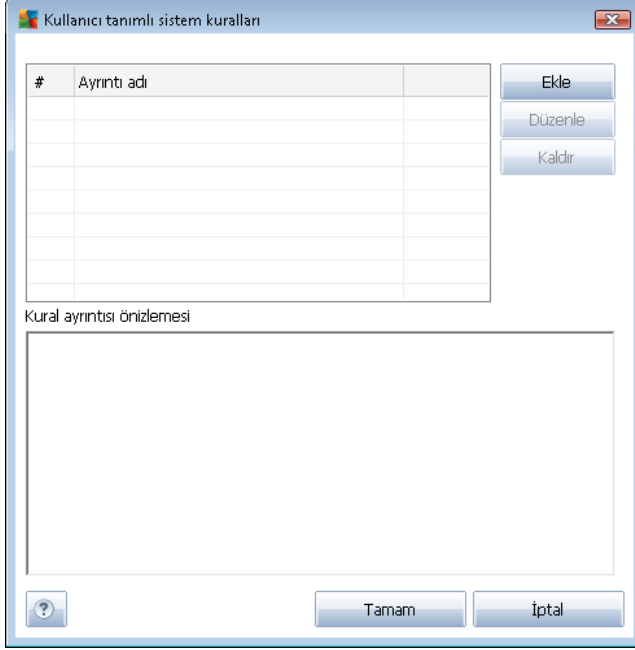 Kullanıcı tanımlı sistem kuralları
# Ayrıntı adı
Ekle
Düzenle
Kaldır
Kural ayrıntısı önizlemesi
?
Tamam
İptal